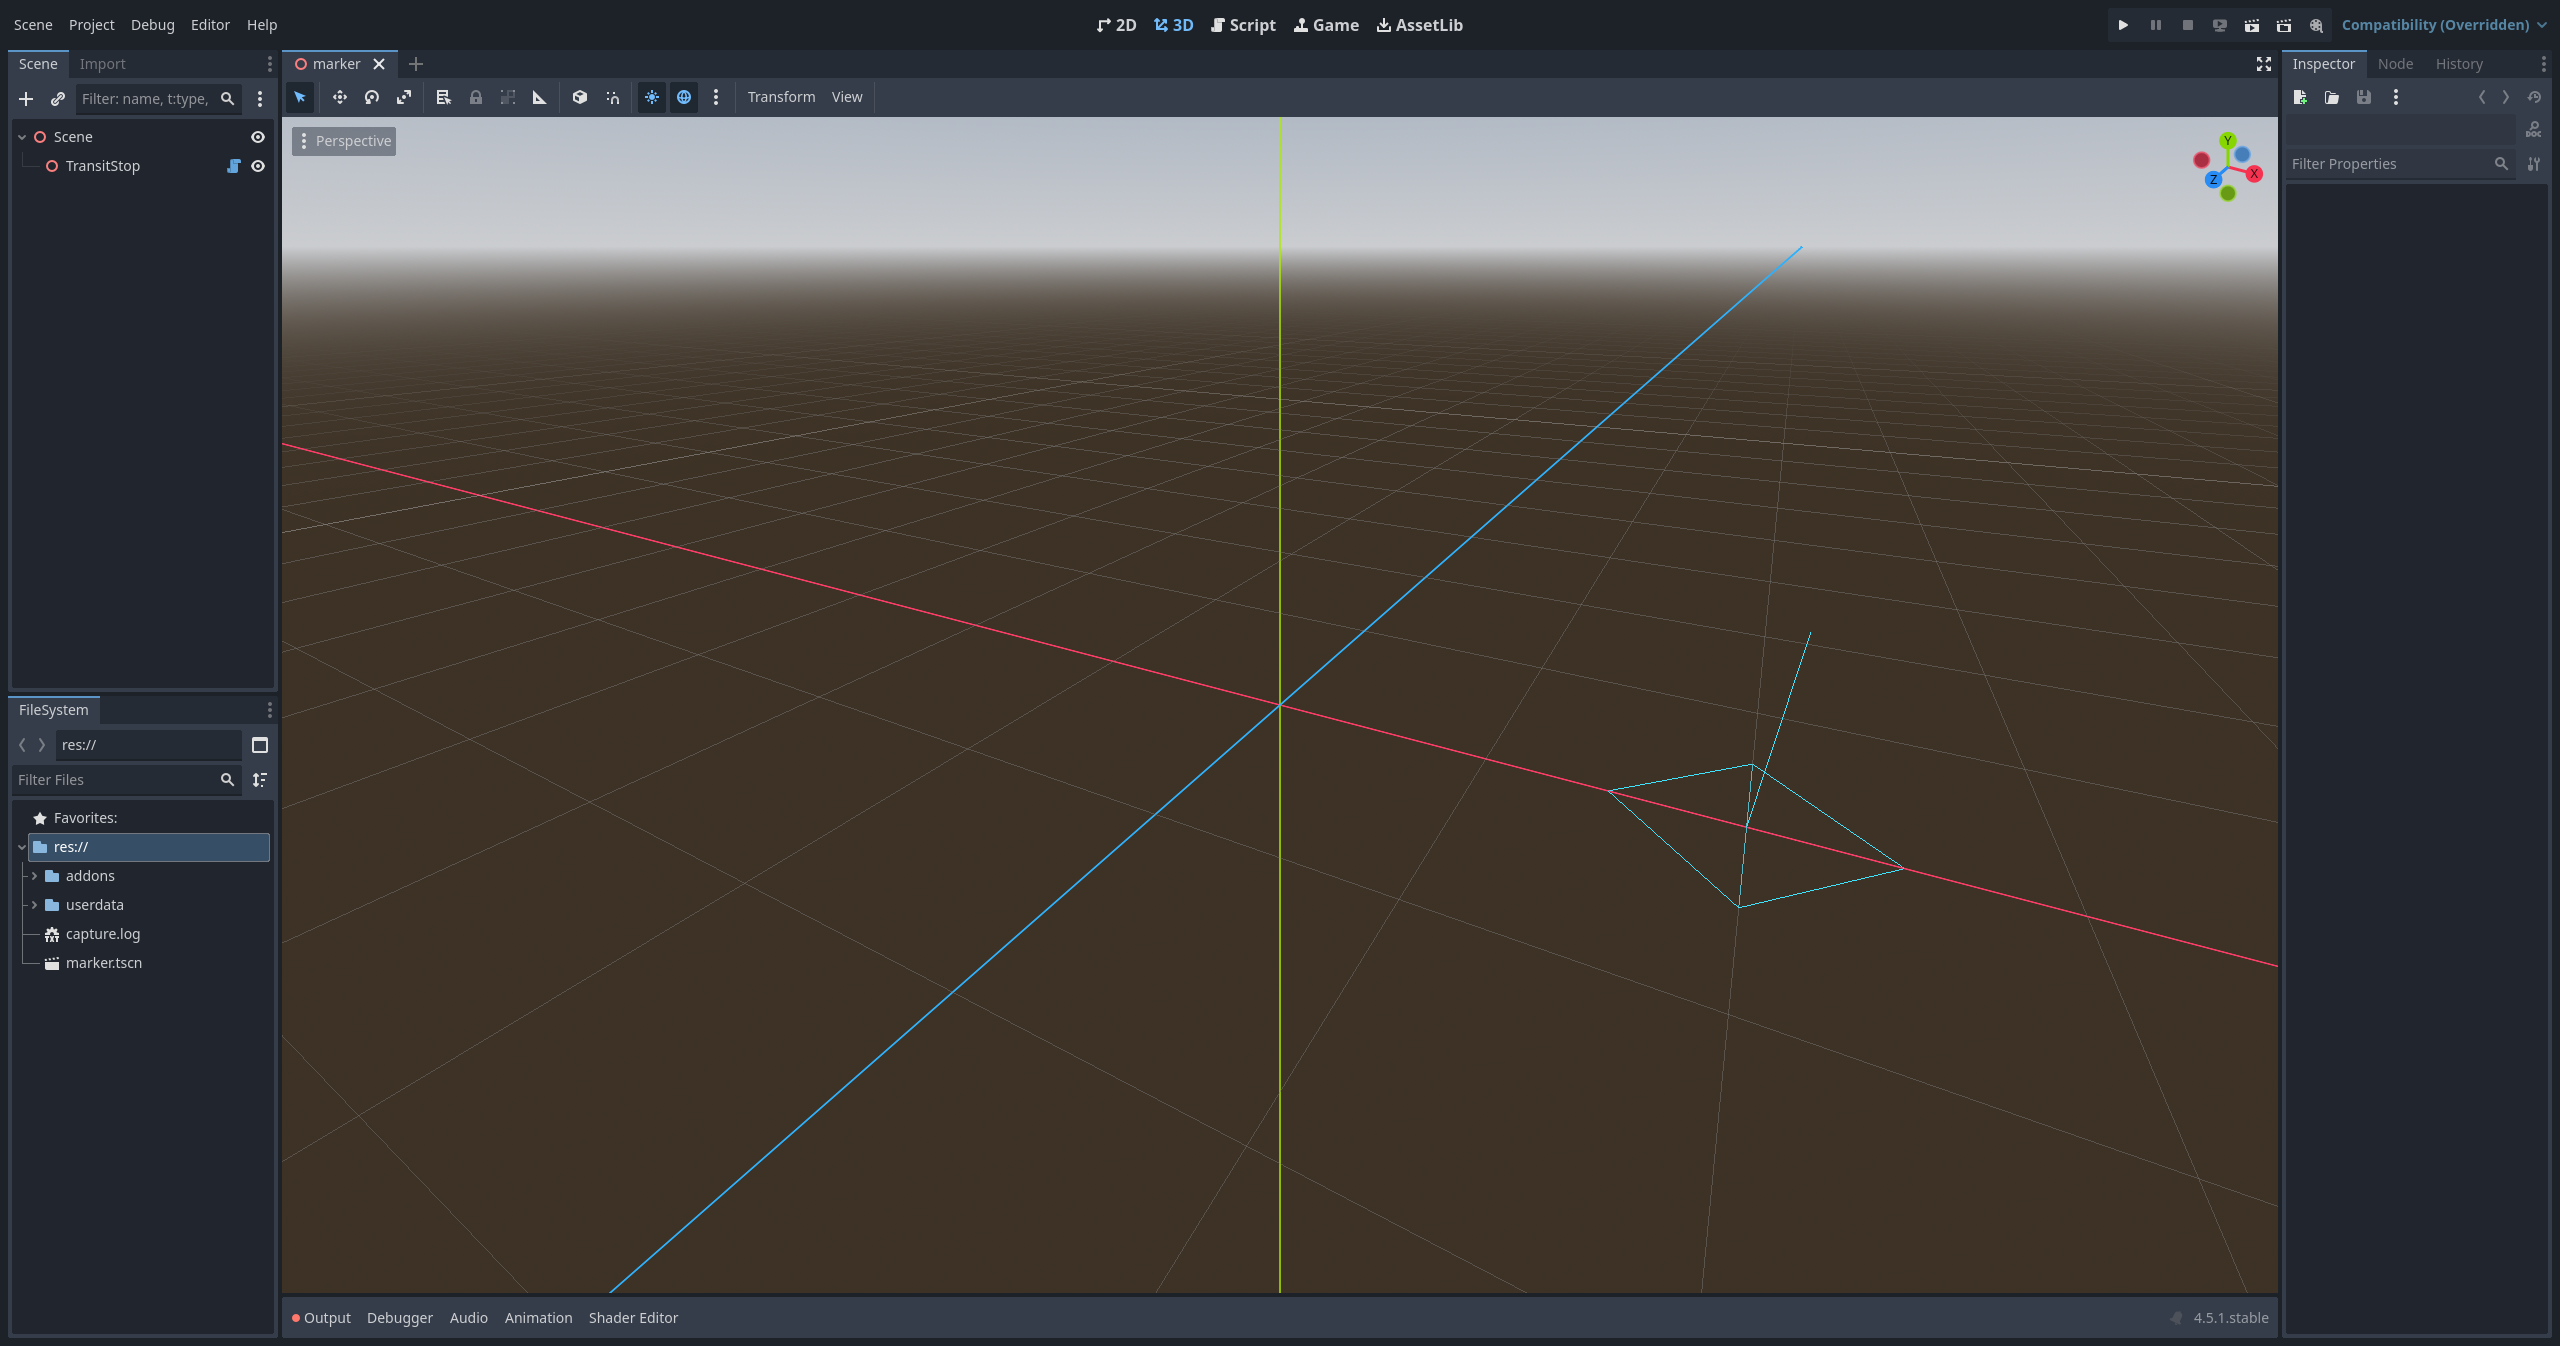 Scene Project Debug Editor Help
2D 3D Script Game AssetLib
Compatibility (Overridden)
Scene Import
Filter: name, t:type,
Scene
TransitStop
marker
Transform View
Perspective
Y
X
Z
FileSystem
res://
Filter Files
Favorites:
res://
addons
userdata
TXT capture.log
marker.tscn
Output Debugger Audio Animation Shader Editor
4.5.1.stable
Inspector Node History
DOC
Filter Properties